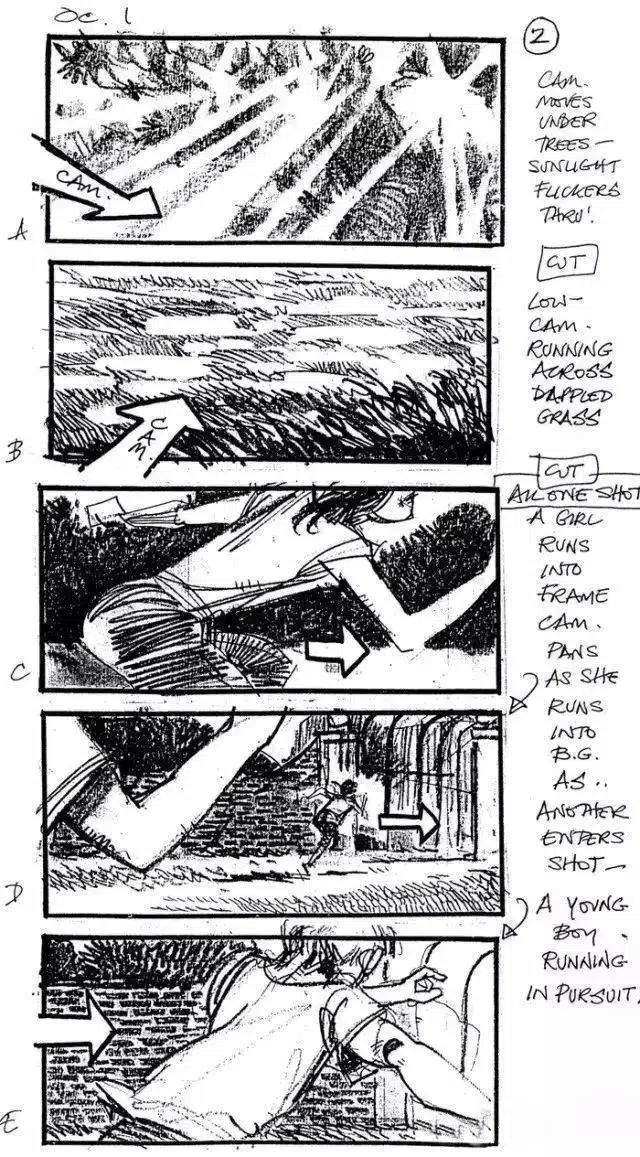 SC. 1
2
CAM.
MOVES
UNDER
TREES—
SUNLIGHT
FLICKERS
THRU'.
CAM.
A
CUT
LOW—
CAM.
RUNNING
ACROSS
DAPPLED
GRASS
CAM.
B
CUT
ALL ONE SHOT
A GIRL
RUNS
INTO
FRAME
CAM.
PANS
AS SHE
RUNS
INTO
B.G.
AS..
ANOTHER
ENTERS
SHOT—
C
D
A YOUNG
BOY.
RUNNING
IN PURSUIT.
Æ